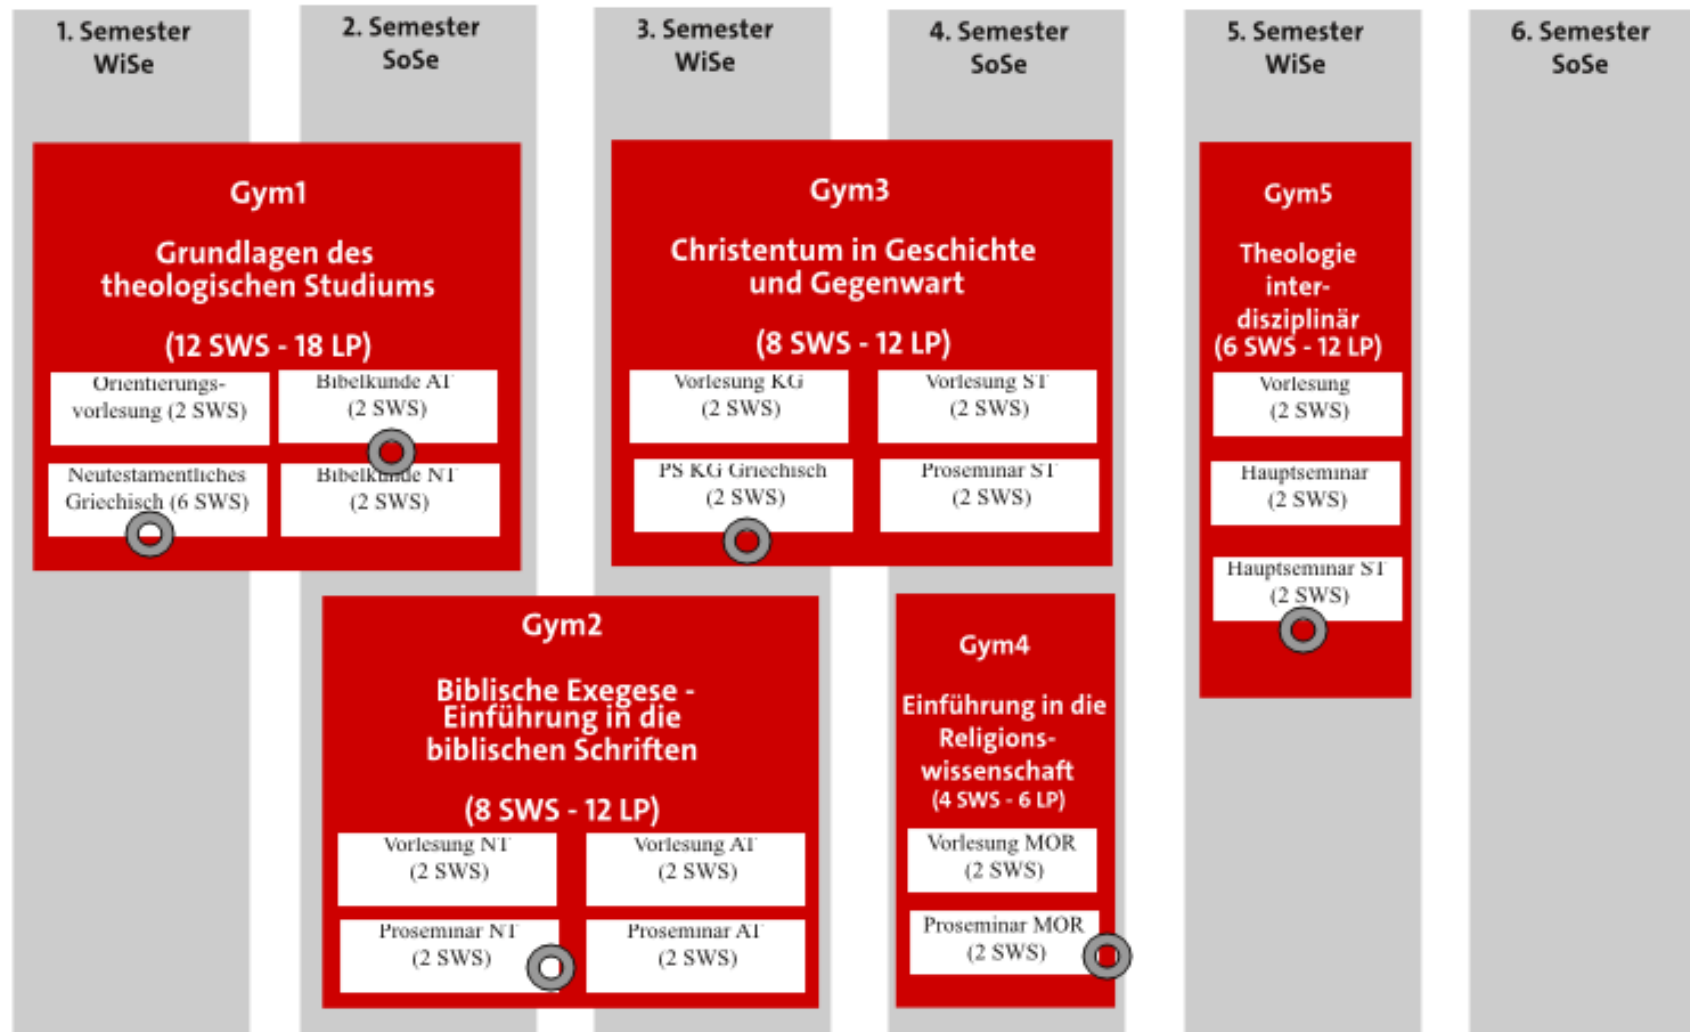 1. Semester
WiSe
2. Semester
SoSe
3. Semester
WiSe
4. Semester
SoSe
5. Semester
WiSe
6. Semester
SoSe
Gym1
Grundlagen des
theologischen Studiums
(12 SWS - 18 LP)
Orientierungs-
vorlesung (2 SWS)
Bibelkunde AT
(2 SWS)
Neutestamentliches
Griechisch (6 SWS)
Bibelkunde NT
(2 SWS)
Gym3
Christentum in Geschichte
und Gegenwart
(8 SWS - 12 LP)
Vorlesung KG
(2 SWS)
Vorlesung ST
(2 SWS)
PS KG Griechisch
(2 SWS)
Proseminar ST
(2 SWS)
Gym5
Theologie
inter-
disziplinär
(6 SWS - 12 LP)
Vorlesung
(2 SWS)
Hauptseminar
(2 SWS)
Hauptseminar ST
(2 SWS)
Gym2
Biblische Exegese -
Einführung in die
biblischen Schriften
(8 SWS - 12 LP)
Vorlesung NT
(2 SWS)
Vorlesung AT
(2 SWS)
Proseminar NT
(2 SWS)
Proseminar AT
(2 SWS)
Gym4
Einführung in die
Religions-
wissenschaft
(4 SWS - 6 LP)
Vorlesung MOR
(2 SWS)
Proseminar MOR
(2 SWS)